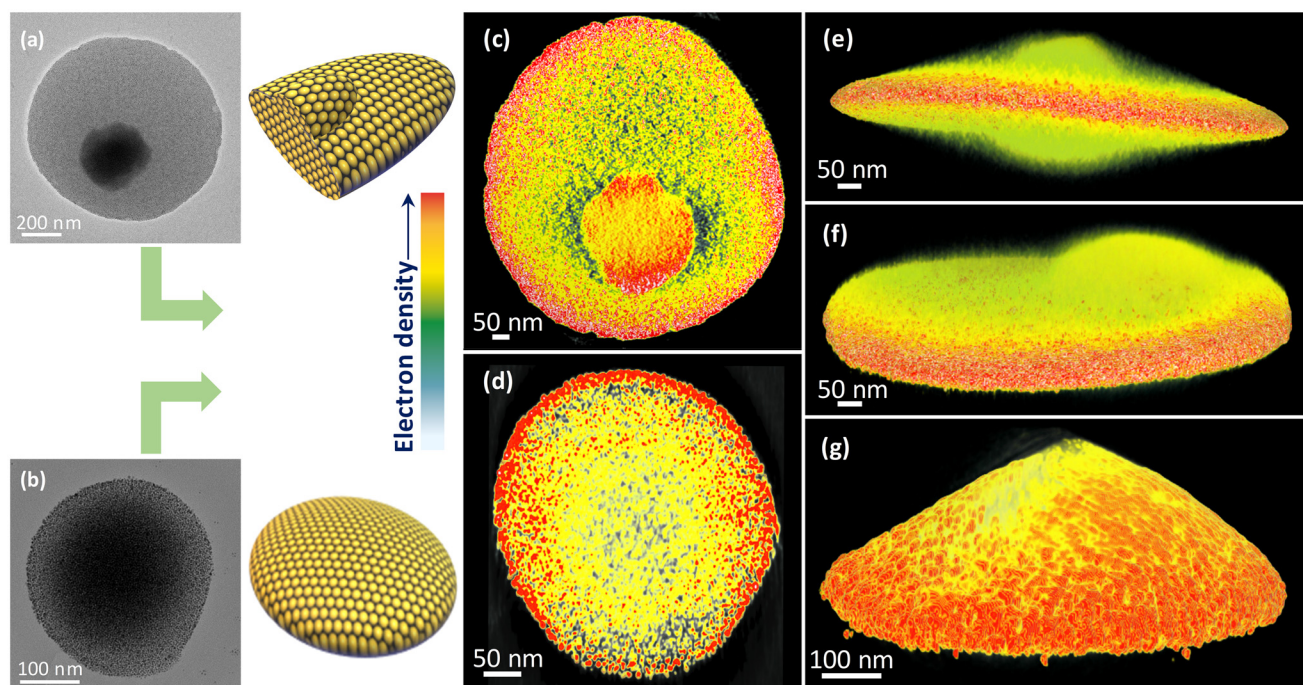 (a)
200 nm
(b)
100 nm
Electron density
(c)
50 nm
(d)
50 nm
(e)
50 nm
(f)
50 nm
(g)
100 nm